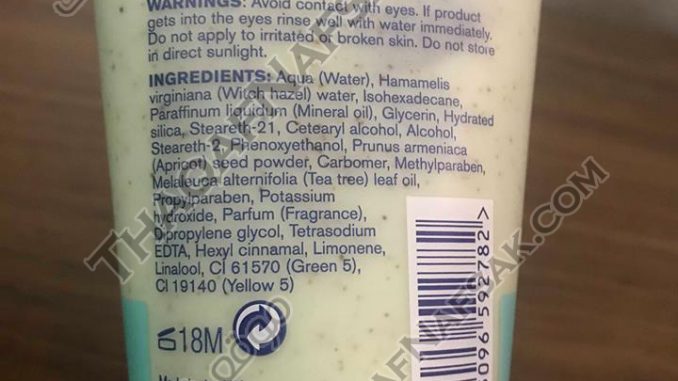 WARNINGS: Avoid contact with eyes. If product
gets into the eyes rinse well with water immediately.
Do not apply to irritated or broken skin. Do not store
in direct sunlight.
INGREDIENTS: Aqua (Water), Hamamelis
virginiana (Witch hazel) water, Isohexadecane,
Paraffinum liquidum (Mineral oil), Glycerin, Hydrated
silica, Steareth-21, Cetearyl alcohol, Alcohol,
Steareth-2, Phenoxyethanol, Prunus armeniaca
(Apricot) seed powder, Carbomer, Methylparaben,
Melaleuca alternifolia (Tea tree) leaf oil,
Propylparaben, Potassium
hydroxide, Parfum (Fragrance),
Dipropylene glycol, Tetrasodium
EDTA, Hexyl cinnamal, Limonene,
Linalool, CI 61570 (Green 5),
CI 19140 (Yellow 5)
18M
096 592782 >
THAQAFNAFSAK.COM